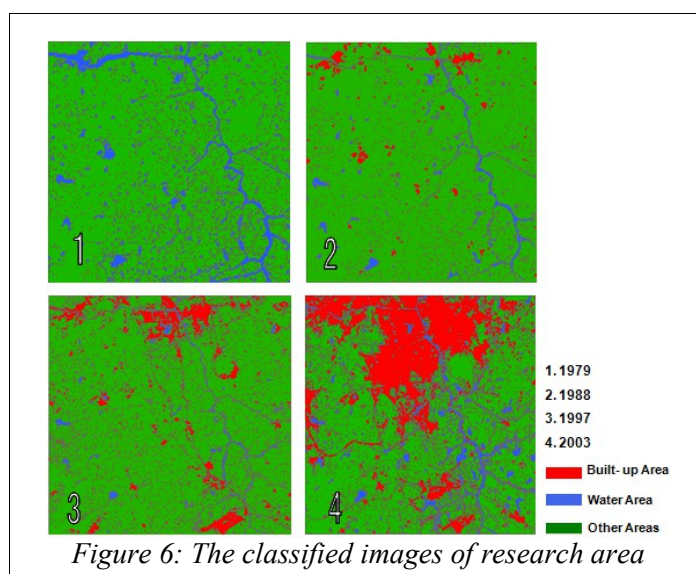 1
2
3
4
1.1979
2.1988
3.1997
4.2003
Built- up Area
Water Area
Other Areas
Figure 6: The classified images of research area